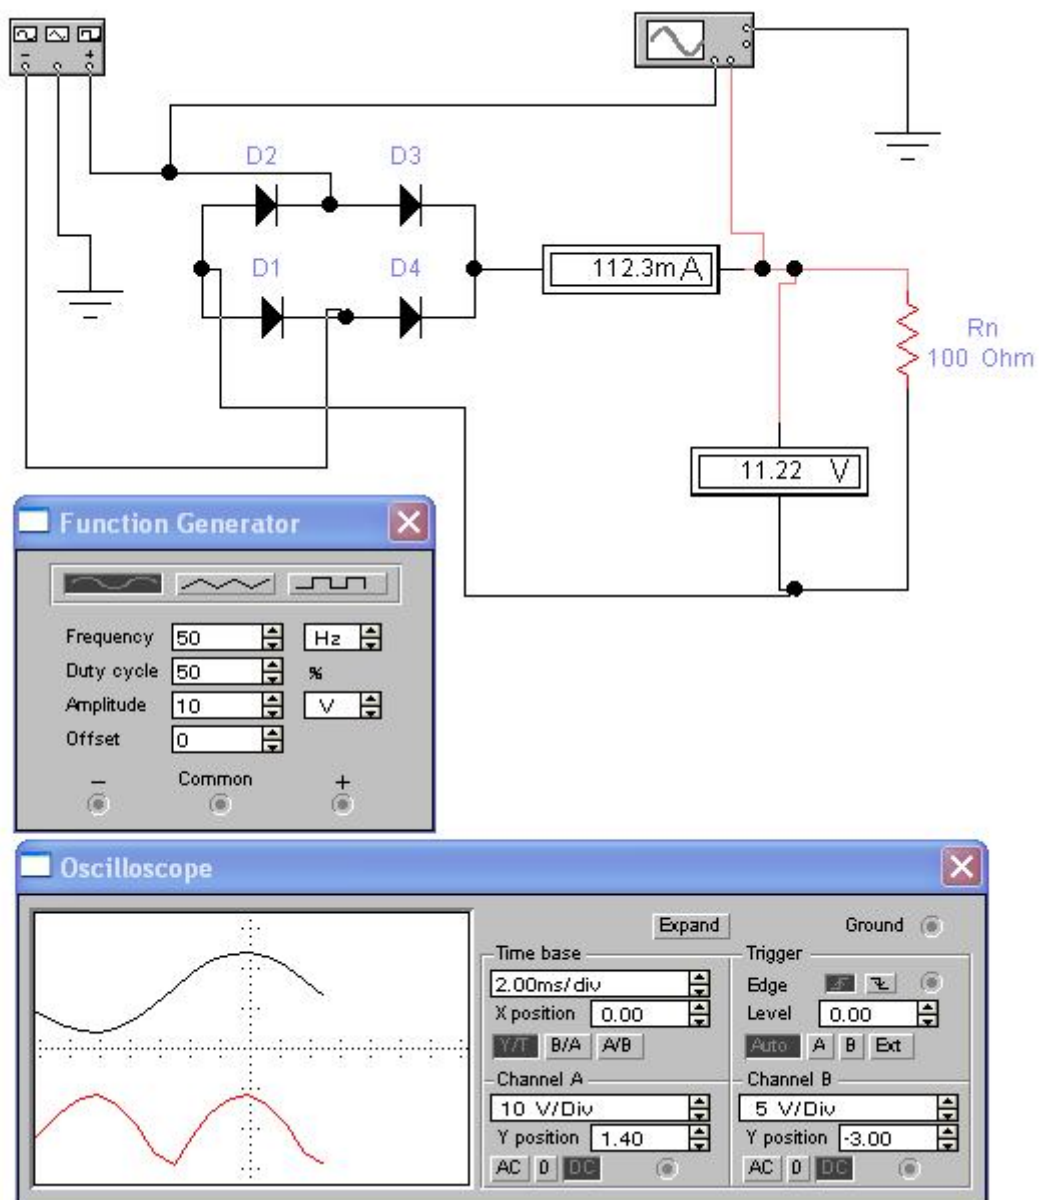 − +
D2 D3
D1 D4
112.3m A
Rn
100 Ohm
11.22 V
Function Generator
Frequency 50 Hz
Duty cycle 50 %
Amplitude 10 V
Offset 0
− Common +
Oscilloscope
Expand Ground
Time base
2.00ms/div
X position 0.00
Y/T B/A A/B
Trigger
Edge
Level 0.00
Auto A B Ext
Channel A
10 V/Div
Y position 1.40
AC 0 DC
Channel B
5 V/Div
Y position -3.00
AC 0 DC